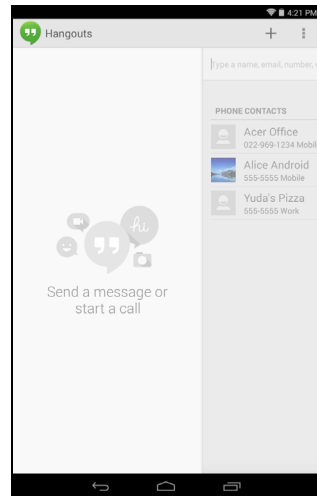 4:21 PM
Hangouts
Type a name, email, number,
PHONE CONTACTS
Acer Office
022-969-1234 Mobil
Alice Android
555-5555 Mobile
Yuda's Pizza
555-5555 Work
hi
Send a message or
start a call